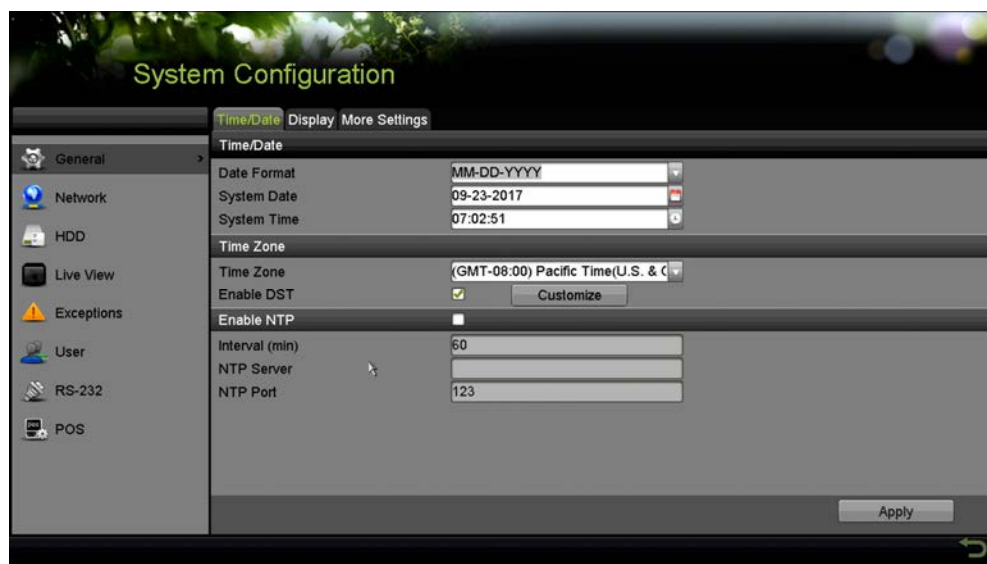 System Configuration
Time/Date Display More Settings
General
Network
HDD
Live View
Exceptions
User
RS-232
POS
Time/Date
Date Format MM-DD-YYYY
System Date 09-23-2017
System Time 07:02:51
Time Zone
Time Zone (GMT-08:00) Pacific Time(U.S. & C
Enable DST Customize
Enable NTP
Interval (min) 60
NTP Server
NTP Port 123
Apply